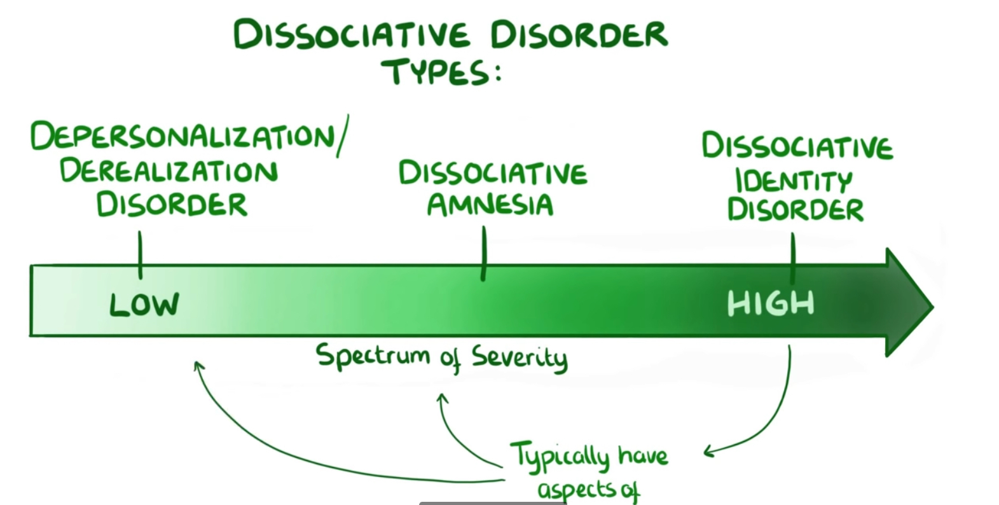 DISSOCIATIVE DISORDER
TYPES:
DEPERSONALIZATION/
DEREALIZATION
DISORDER
DISSOCIATIVE
AMNESIA
DISSOCIATIVE
IDENTITY
DISORDER
LOW
HIGH
Spectrum of Severity
Typically have
aspects of